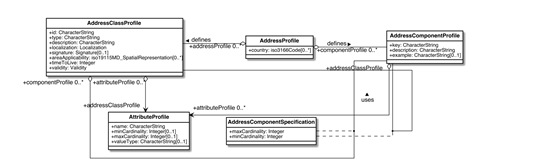 AddressClassProfile
+id: CharacterString
+type: CharacterString
+description: CharacterString
+localization: Localization
+signature: Signature[0..1]
+areaApplicability: iso19115MD_SpatialRepresentation[0..*]
+timeToLive: Integer
+validity: Validity
defines
+addressProfile 0..*
AddressProfile
+country: iso3166Code[0..*]
defines
+componentProfile 0..*
AddressComponentProfile
+key: CharacterString
+description: CharacterString
+example: CharacterString[0..1]
+addressClassProfile
+componentProfile 0..*
+attributeProfile 0..*
+addressClassProfile
+attributeProfile 0..*
uses
AttributeProfile
+name: CharacterString
+minCardinality: Integer[0..1]
+maxCardinality: Integer[0..1]
+valueType: CharacterString[0..1]
AddressComponentSpecification
+maxCardinality: Integer
+minCardinality: Integer